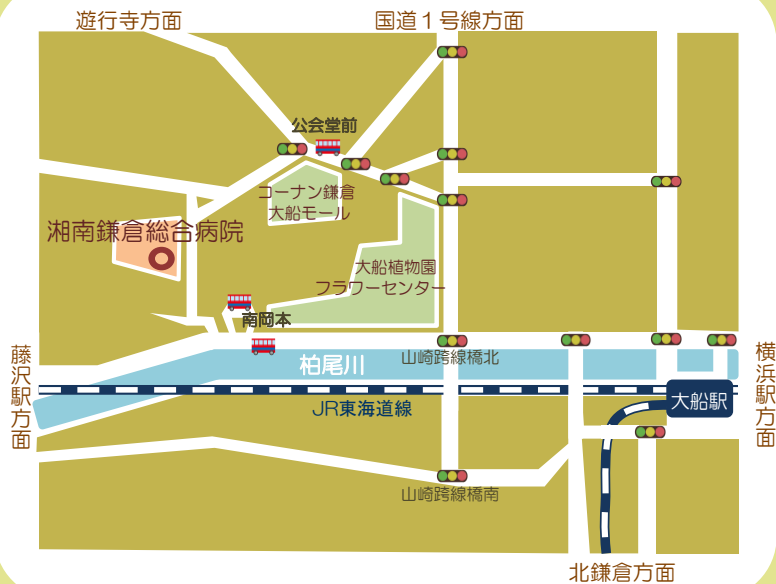 遊行寺方面
国道１号線方面
公会堂前
コーナン鎌倉
大船モール
湘南鎌倉総合病院
大船植物園
フラワーセンター
南岡本
藤沢駅方面
柏尾川
山崎跨線橋北
横浜駅方面
JR東海道線
大船駅
山崎跨線橋南
北鎌倉方面